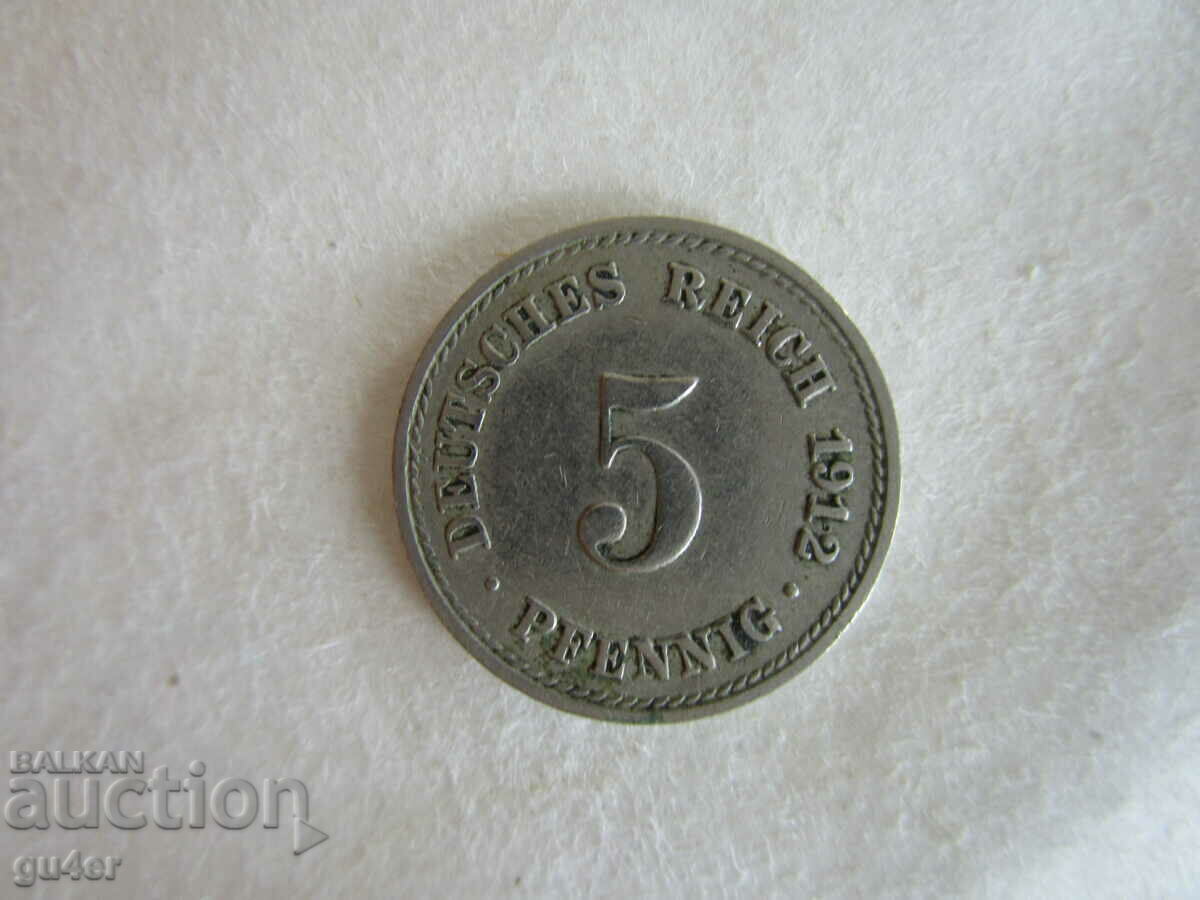 DEUTSCHES REICH 1912
5
· PFENNIG ·
BALKAN
auction
gu4er